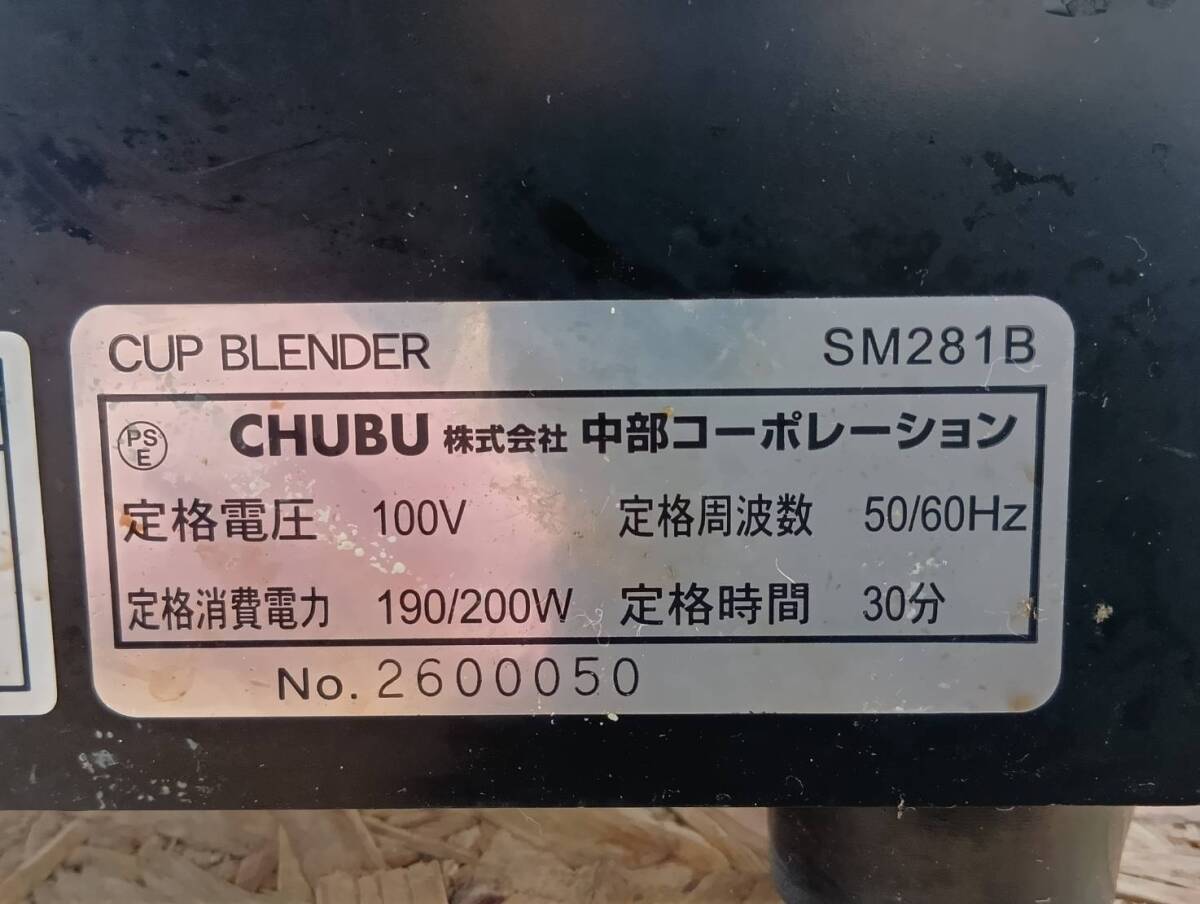 CUP BLENDER SM281B
PSE CHUBU 株式会社 中部コーポレーション
定格電圧 100V 定格周波数 50/60Hz
定格消費電力 190/200W 定格時間 30分
No. 2600050